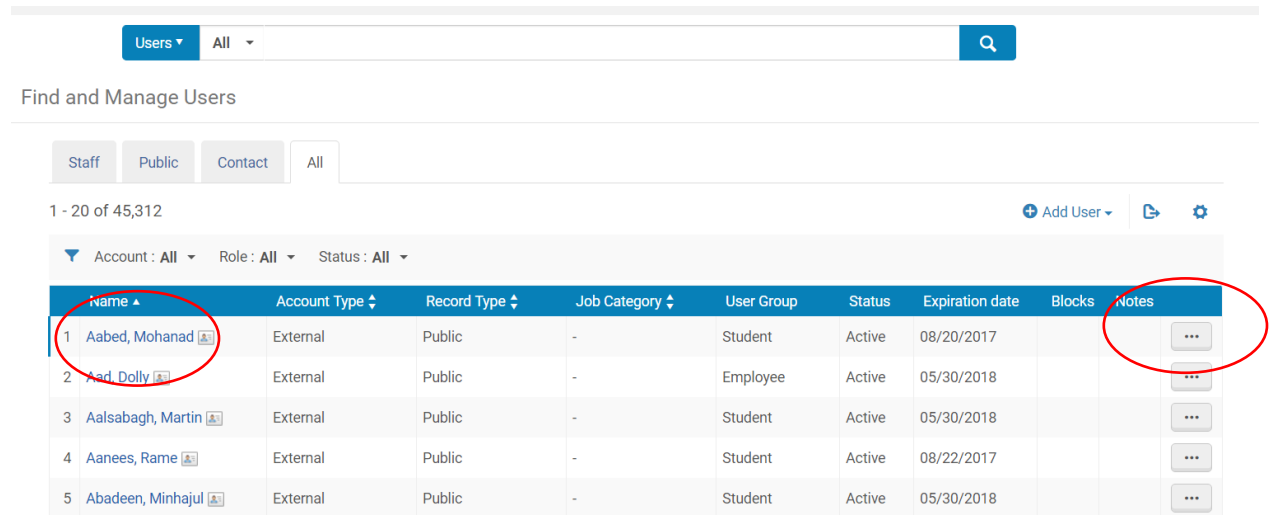 Users All
Find and Manage Users
Staff Public Contact All
1 - 20 of 45,312 Add User
Account : All Role : All Status : All
Name Account Type Record Type Job Category User Group Status Expiration date Blocks Notes
1 Aabed, Mohanad External Public - Student Active 08/20/2017 ...
2 Aad, Dolly External Public - Employee Active 05/30/2018 ...
3 Aalsabagh, Martin External Public - Student Active 05/30/2018 ...
4 Aanees, Rame External Public - Student Active 08/22/2017 ...
5 Abadeen, Minhajul External Public - Student Active 05/30/2018 ...